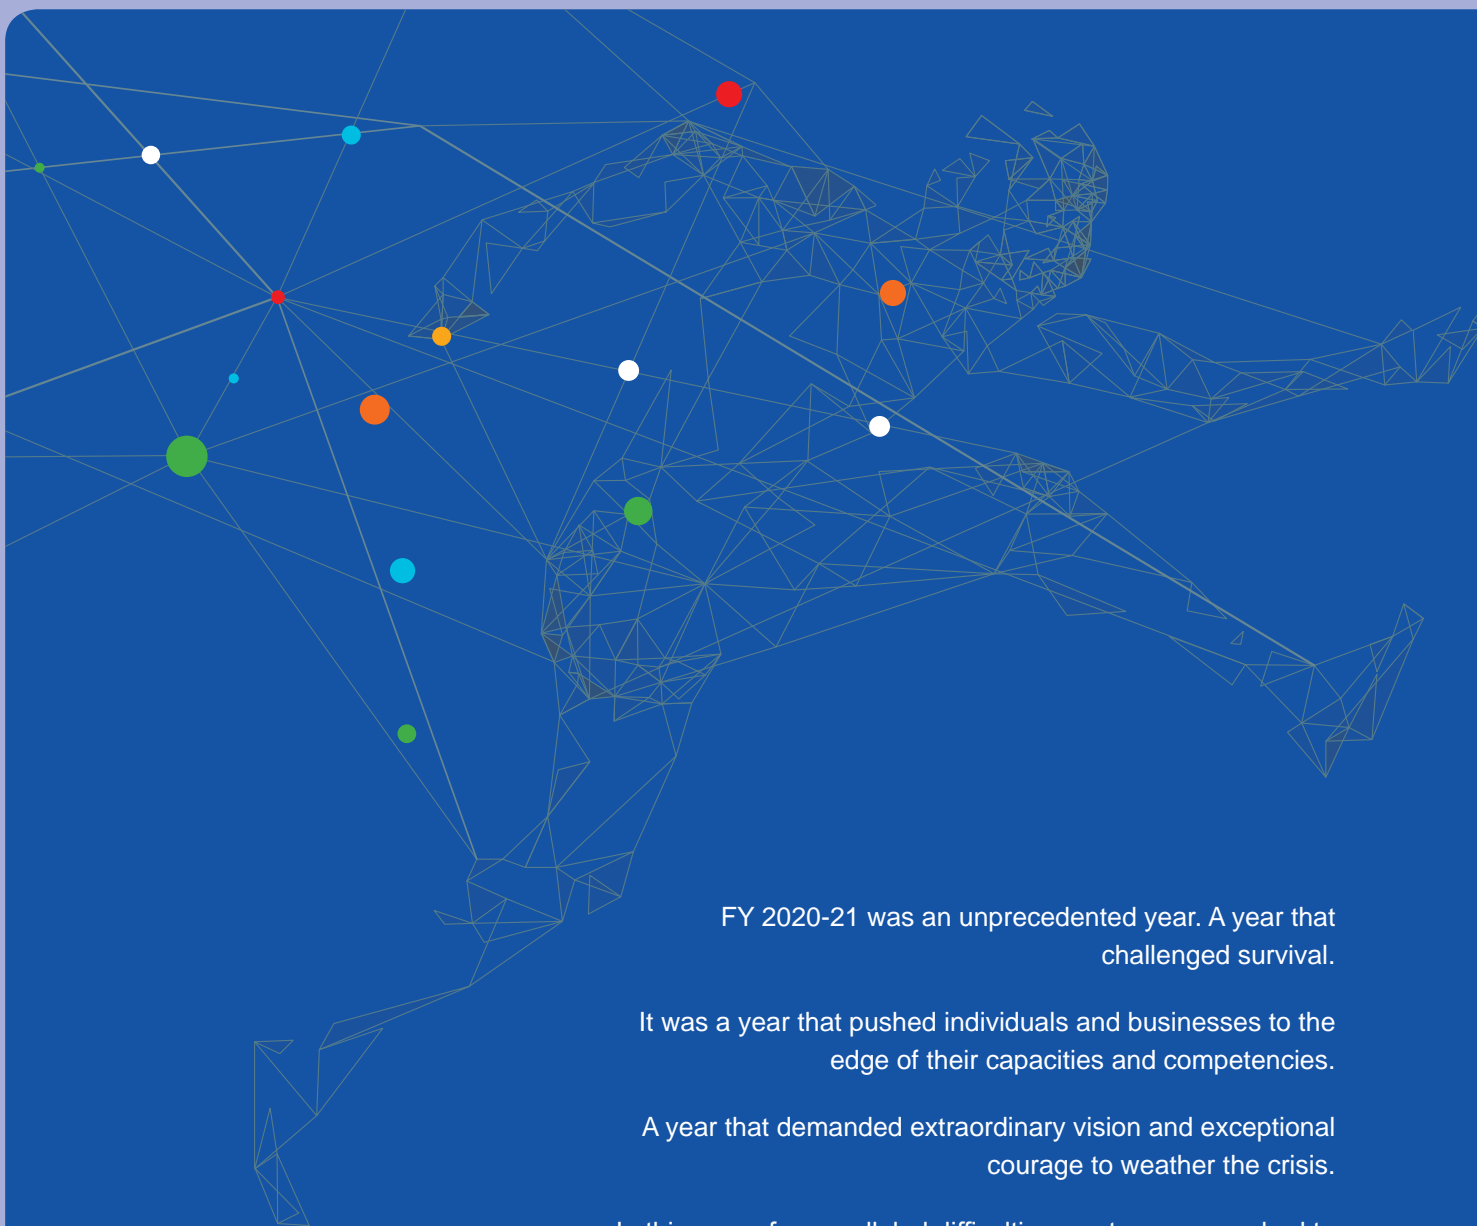 FY 2020-21 was an unprecedented year. A year that
challenged survival.
It was a year that pushed individuals and businesses to the
edge of their capacities and competencies.
A year that demanded extraordinary vision and exceptional
courage to weather the crisis.